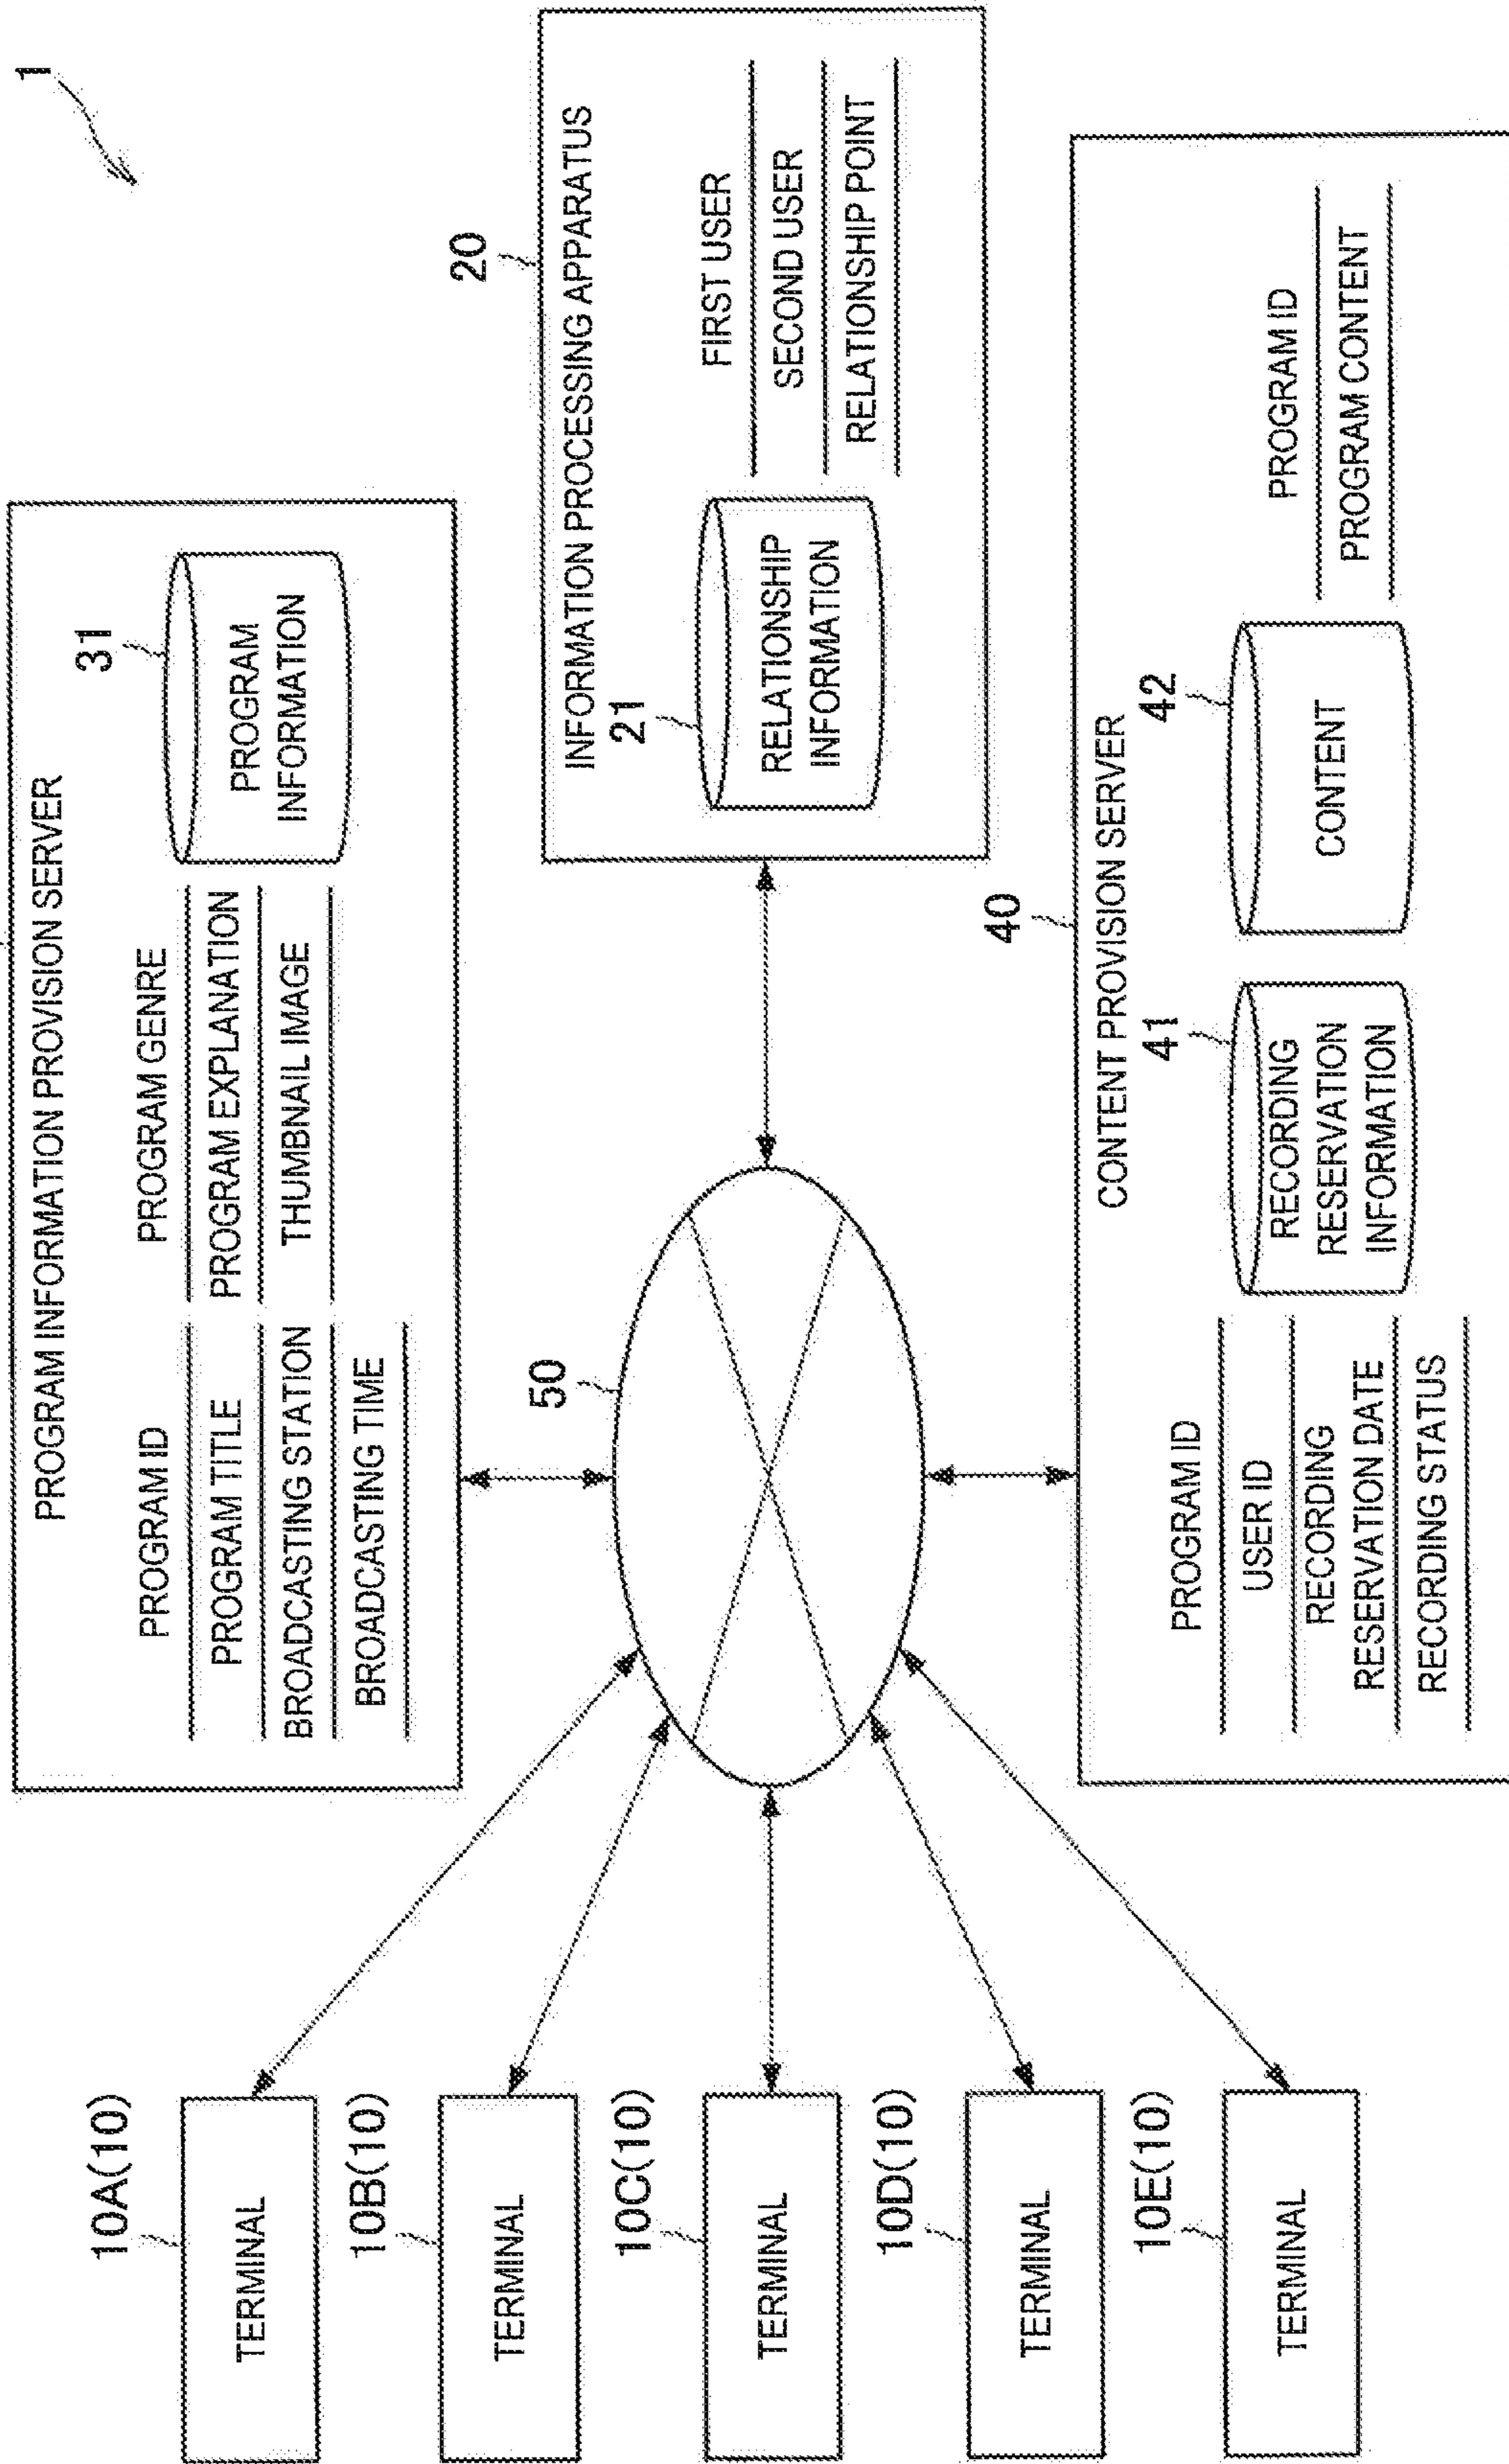 1
PROGRAM INFORMATION PROVISION SERVER
PROGRAM ID
PROGRAM TITLE
BROADCASTING STATION
BROADCASTING TIME
PROGRAM GENRE
PROGRAM EXPLANATION
THUMBNAIL IMAGE
31
PROGRAM
INFORMATION
10A(10)
TERMINAL
10B(10)
TERMINAL
10C(10)
TERMINAL
10D(10)
TERMINAL
10E(10)
TERMINAL
50
20
INFORMATION PROCESSING APPARATUS
21
RELATIONSHIP
INFORMATION
FIRST USER
SECOND USER
RELATIONSHIP POINT
40
CONTENT PROVISION SERVER
PROGRAM ID
USER ID
RECORDING
RESERVATION DATE
RECORDING STATUS
41
RECORDING
RESERVATION
INFORMATION
42
CONTENT
PROGRAM ID
PROGRAM CONTENT